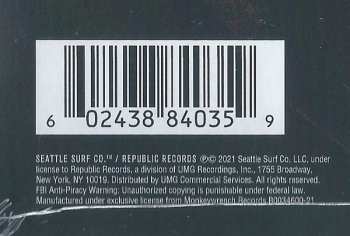 6 02438 84035 9
SEATTLE SURF CO.™ / REPUBLIC RECORDS ℗© 2021 Seattle Surf Co. LLC, under
license to Republic Records, a division of UMG Recordings, Inc., 1755 Broadway,
New York, NY 10019. Distributed by UMG Commercial Services. All rights reserved.
FBI Anti-Piracy Warning: Unauthorized copying is punishable under federal law.
Manufactured under exclusive license from Monkeywrench Records B0034600-21